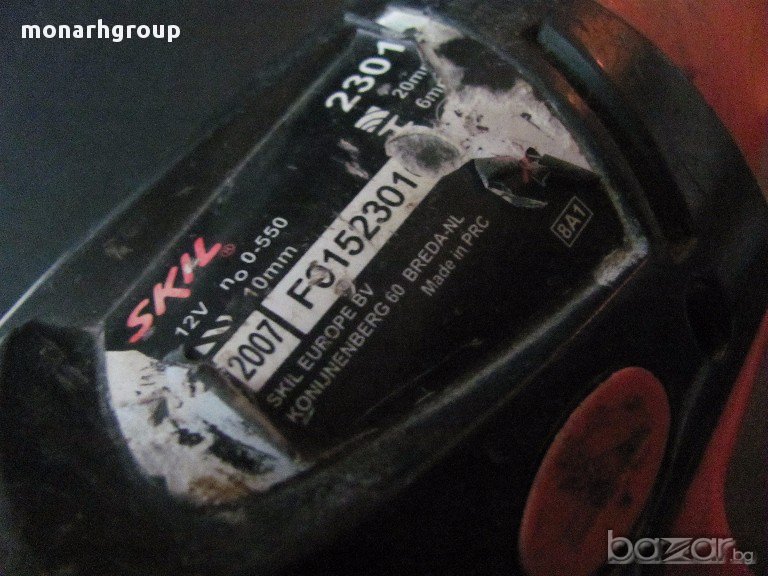 monarhgroup
SKIL®
2301
12V no 0-550
20mm
10mm
6mm
2007 F0152301
SKIL EUROPE BV
KONIJNENBERG 60 BREDA-NL
Made in PRC
8A1
bazar.bg